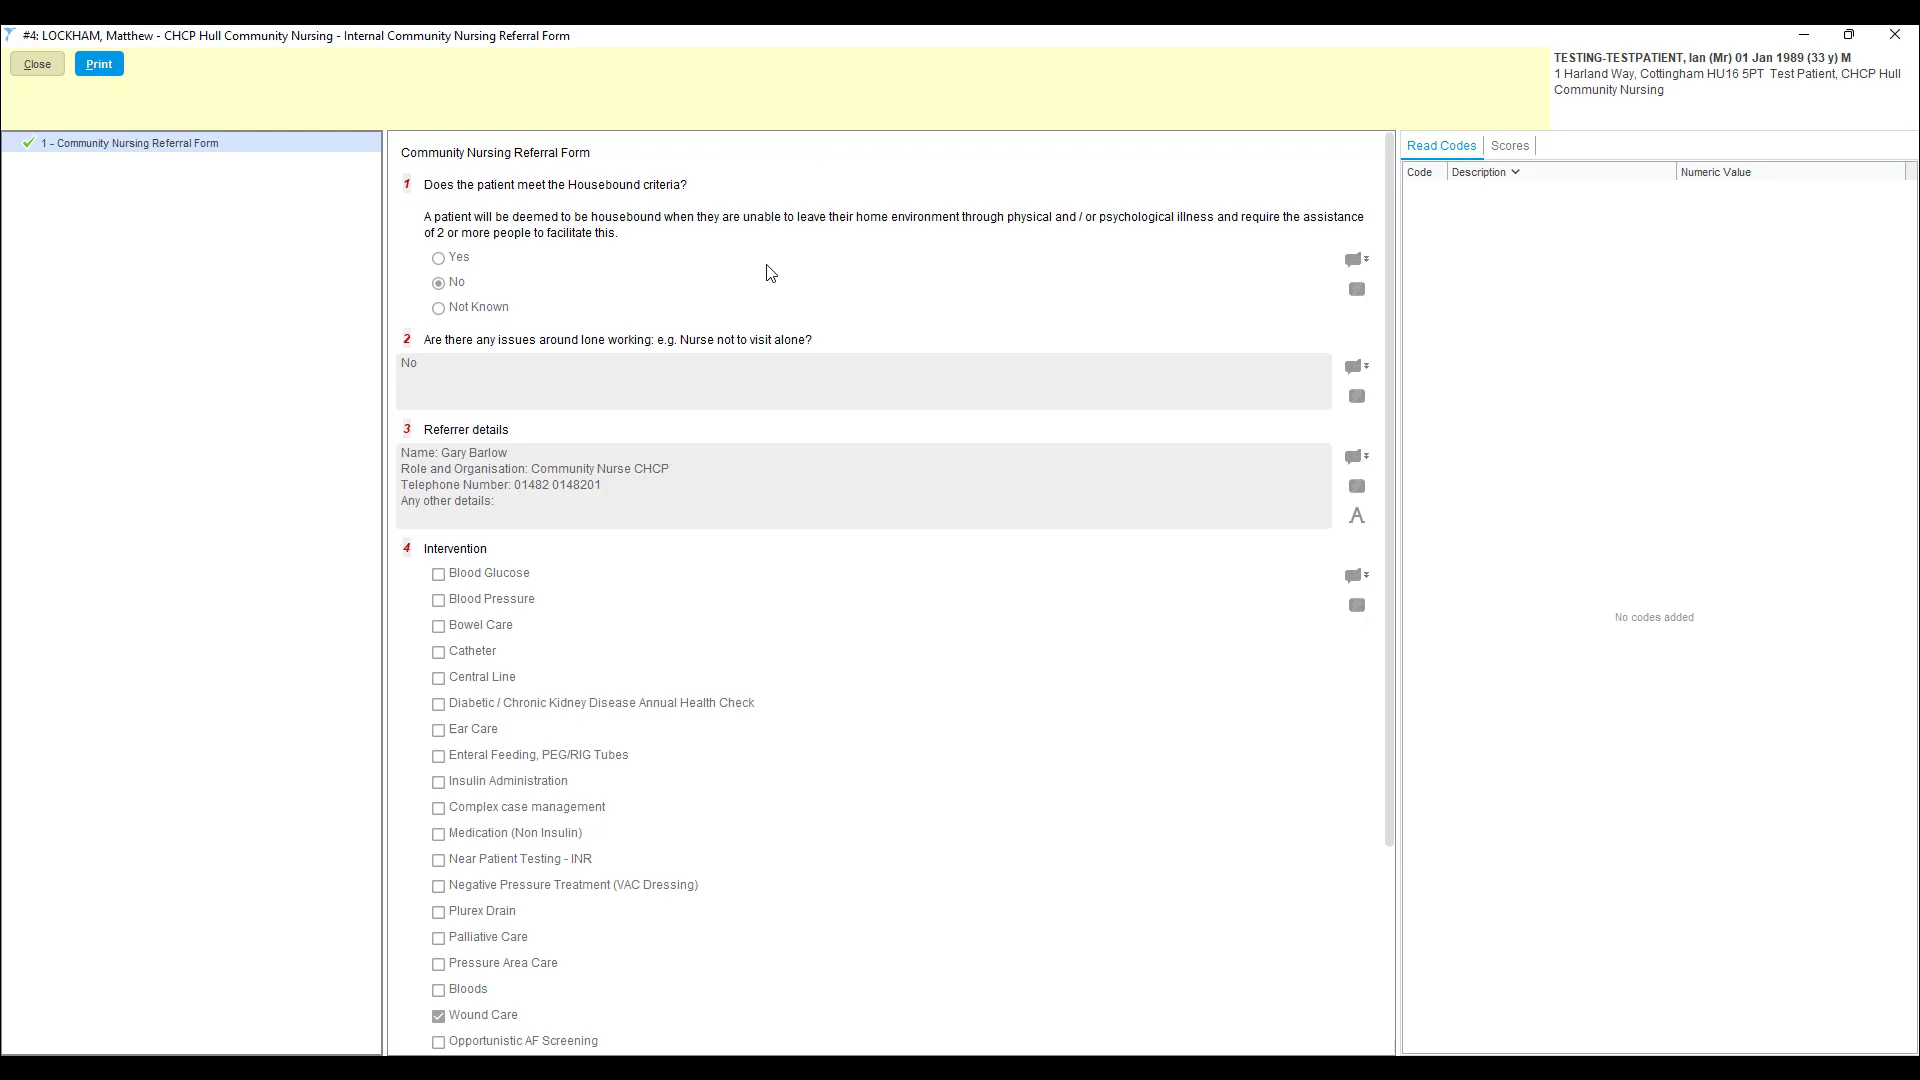 #4: LOCKHAM, Matthew - CHCP Hull Community Nursing - Internal Community Nursing Referral Form
Close
Print
TESTING-TESTPATIENT, Ian (Mr) 01 Jan 1989 (33 y) M
1 Harland Way, Cottingham HU16 5PT Test Patient, CHCP Hull
Community Nursing
1 - Community Nursing Referral Form
Community Nursing Referral Form
1 Does the patient meet the Housebound criteria?
A patient will be deemed to be housebound when they are unable to leave their home environment through physical and / or psychological illness and require the assistance
of 2 or more people to facilitate this.
Yes
No
Not Known
2 Are there any issues around lone working: e.g. Nurse not to visit alone?
No
3 Referrer details
Name: Gary Barlow
Role and Organisation: Community Nurse CHCP
Telephone Number: 01482 0148201
Any other details:
4 Intervention
Blood Glucose
Blood Pressure
Bowel Care
Catheter
Central Line
Diabetic / Chronic Kidney Disease Annual Health Check
Ear Care
Enteral Feeding, PEG/RIG Tubes
Insulin Administration
Complex case management
Medication (Non Insulin)
Near Patient Testing - INR
Negative Pressure Treatment (VAC Dressing)
Plurex Drain
Palliative Care
Pressure Area Care
Bloods
Wound Care
Opportunistic AF Screening
Read Codes
Scores
Code
Description
Numeric Value
No codes added